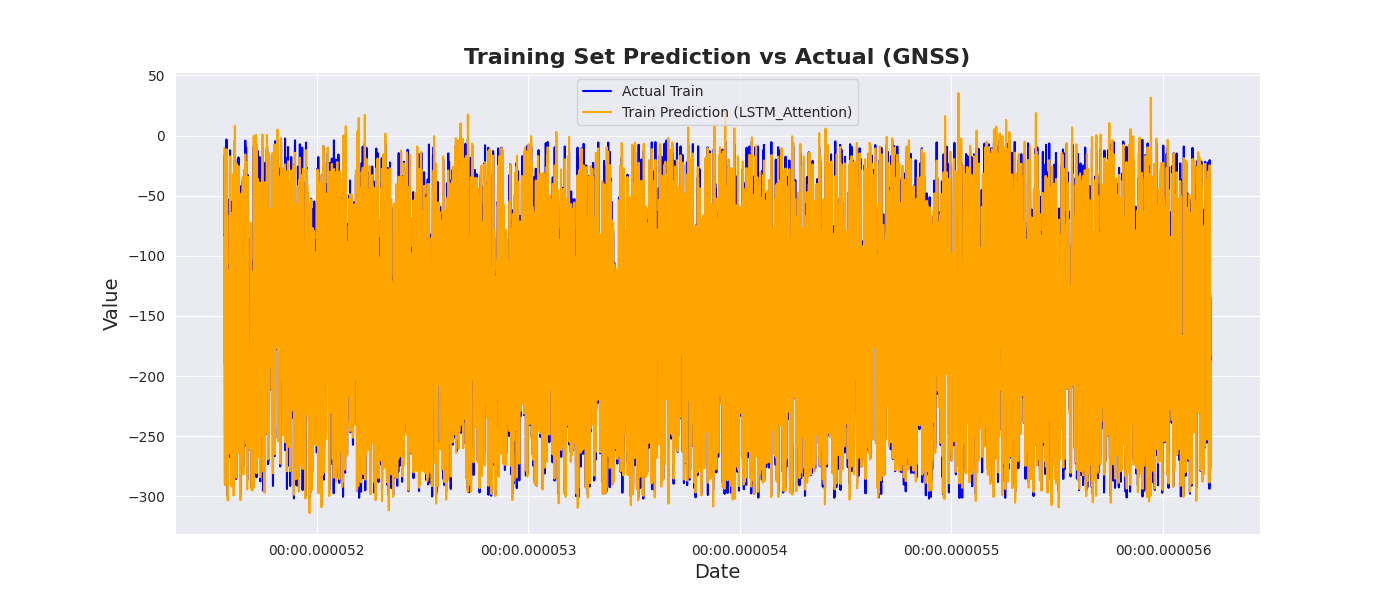 Training Set Prediction vs Actual (GNSS)
Actual Train
Train Prediction (LSTM_Attention)
Value
50
0
−50
−100
−150
−200
−250
−300
00:00.000052 00:00.000053 00:00.000054 00:00.000055 00:00.000056
Date